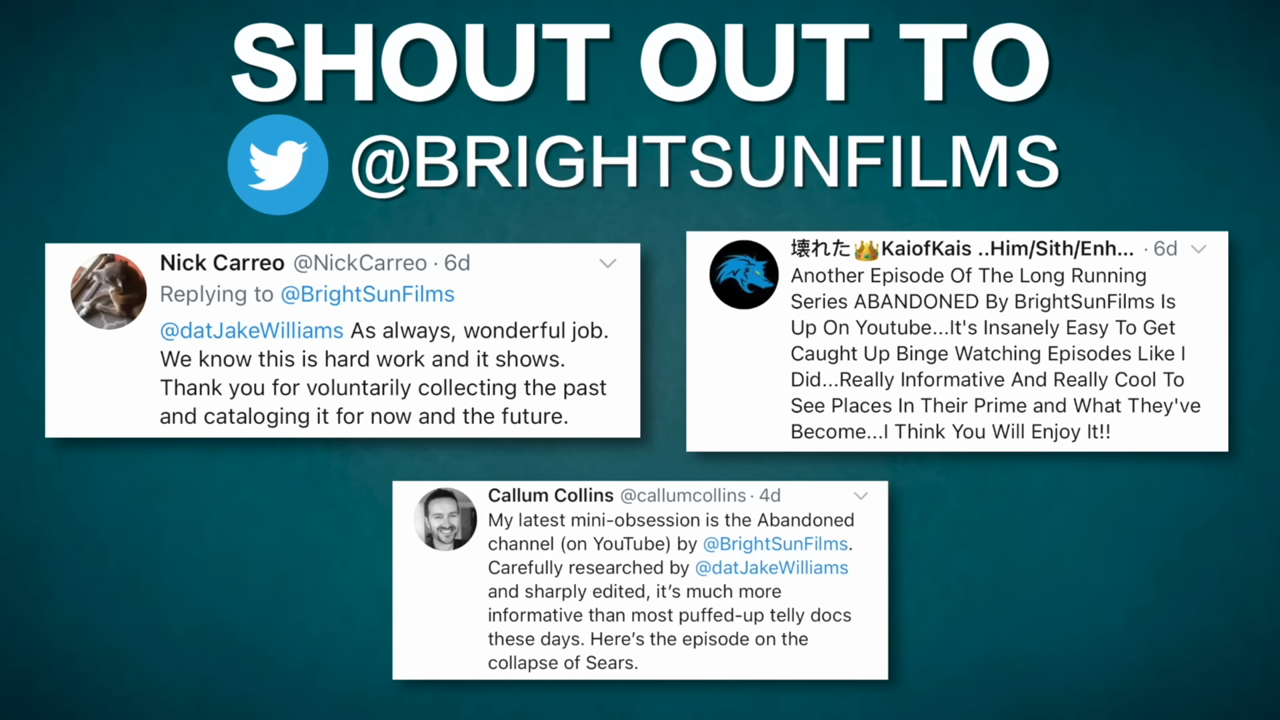 SHOUT OUT TO
@BRIGHTSUNFILMS
Nick Carreo @NickCarreo · 6d
Replying to @BrightSunFilms
@datJakeWilliams As always, wonderful job.
We know this is hard work and it shows.
Thank you for voluntarily collecting the past
and cataloging it for now and the future.
壊れた👑KaiofKais ..Him/Sith/Enh... · 6d
Another Episode Of The Long Running
Series ABANDONED By BrightSunFilms Is
Up On Youtube...It's Insanely Easy To Get
Caught Up Binge Watching Episodes Like I
Did...Really Informative And Really Cool To
See Places In Their Prime and What They've
Become...I Think You Will Enjoy It!!
Callum Collins @callumcollins · 4d
My latest mini-obsession is the Abandoned
channel (on YouTube) by @BrightSunFilms.
Carefully researched by @datJakeWilliams
and sharply edited, it’s much more
informative than most puffed-up telly docs
these days. Here’s the episode on the
collapse of Sears.